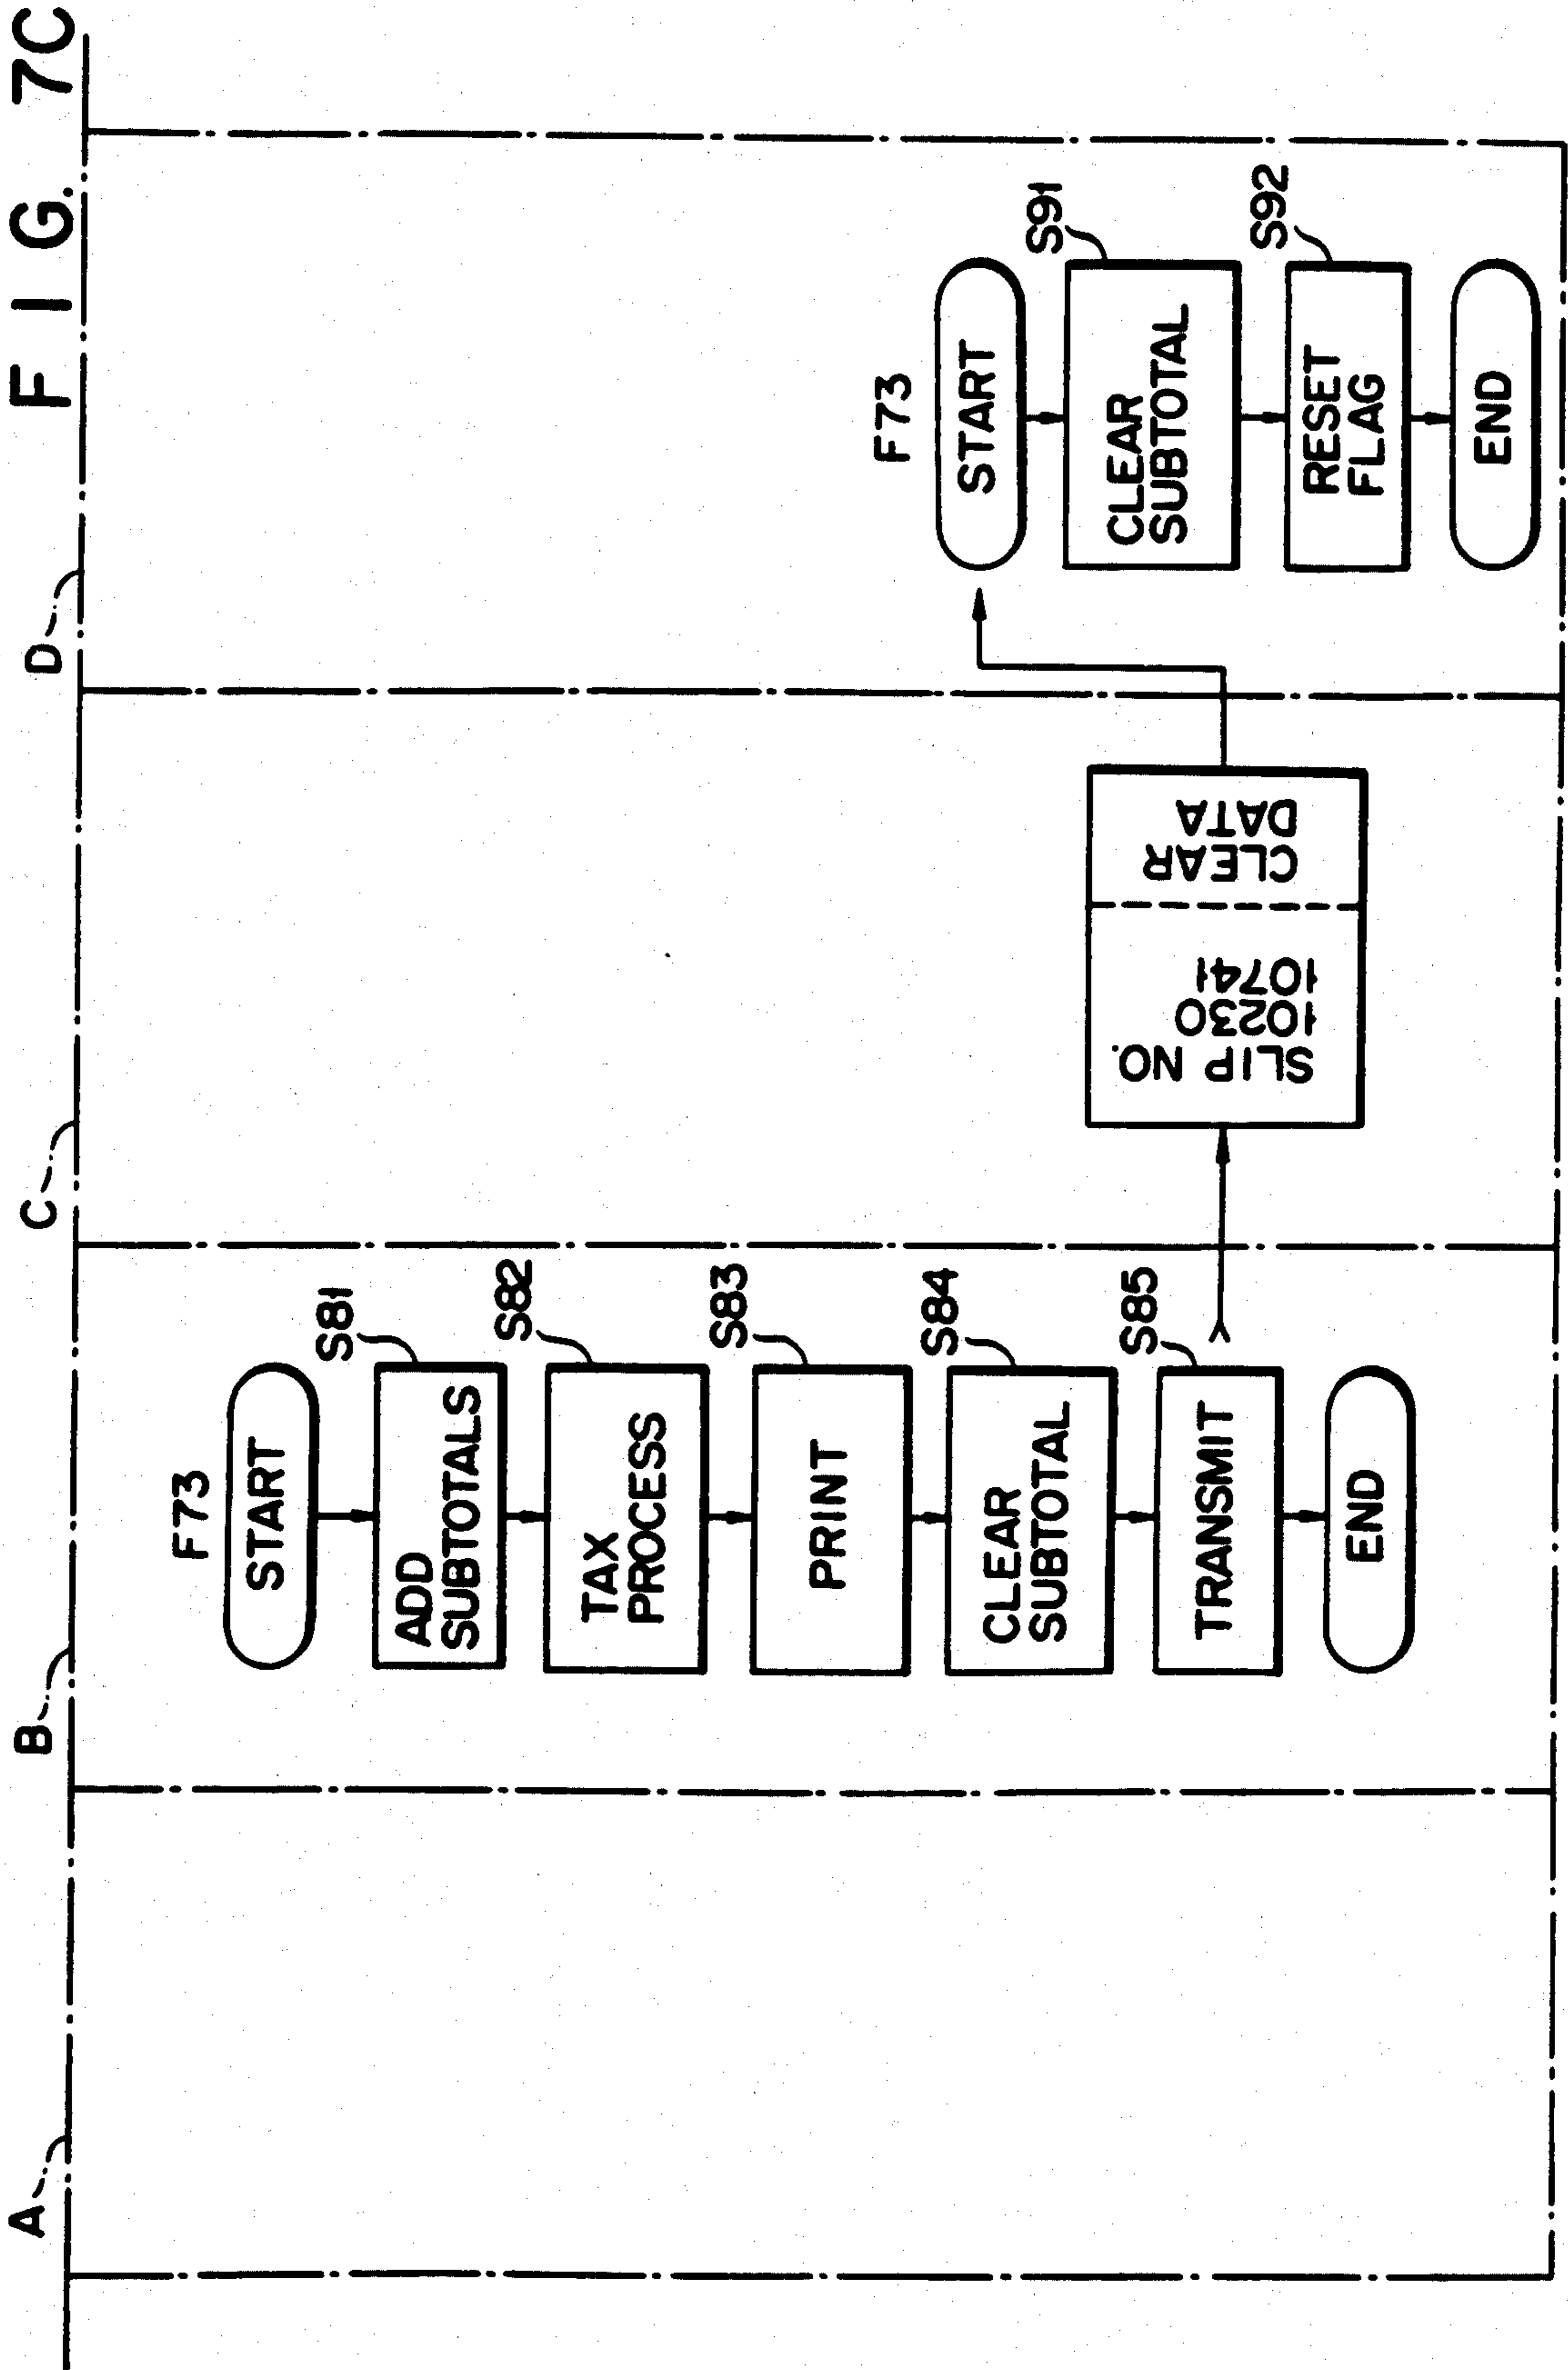 FIG. 7C
A
B
C
D
F73
START
S81
ADD
SUBTOTALS
S82
TAX
PROCESS
S83
PRINT
S84
CLEAR
SUBTOTAL
S85
TRANSMIT
END
SLIP NO.
10230
10741
CLEAR
DATA
F73
START
S91
CLEAR
SUBTOTAL
S92
RESET
FLAG
END